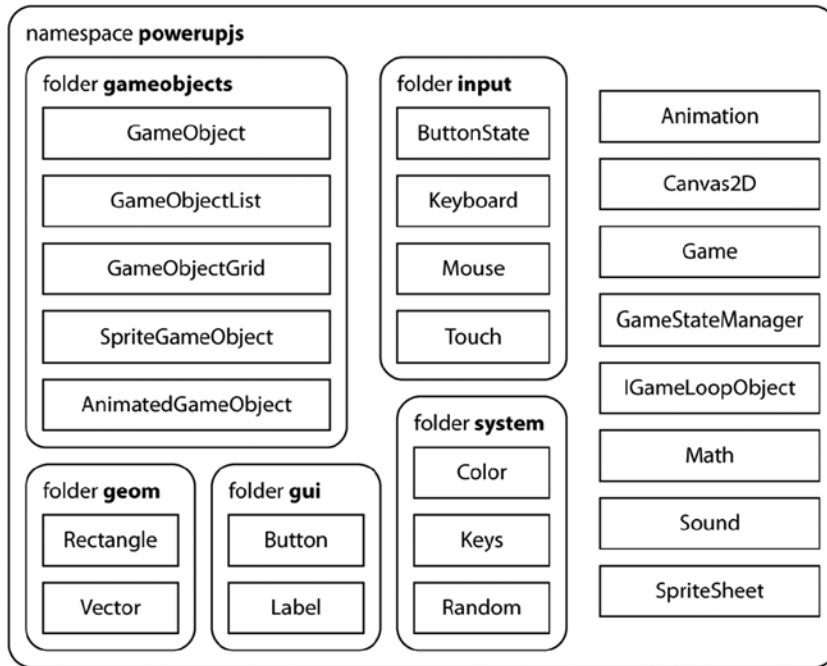 namespace powerupjs
folder gameobjects
GameObject
GameObjectList
GameObjectGrid
SpriteGameObject
AnimatedGameObject
folder input
ButtonState
Keyboard
Mouse
Touch
folder geom
Rectangle
Vector
folder gui
Button
Label
folder system
Color
Keys
Random
Animation
Canvas2D
Game
GameStateManager
IGameLoopObject
Math
Sound
SpriteSheet